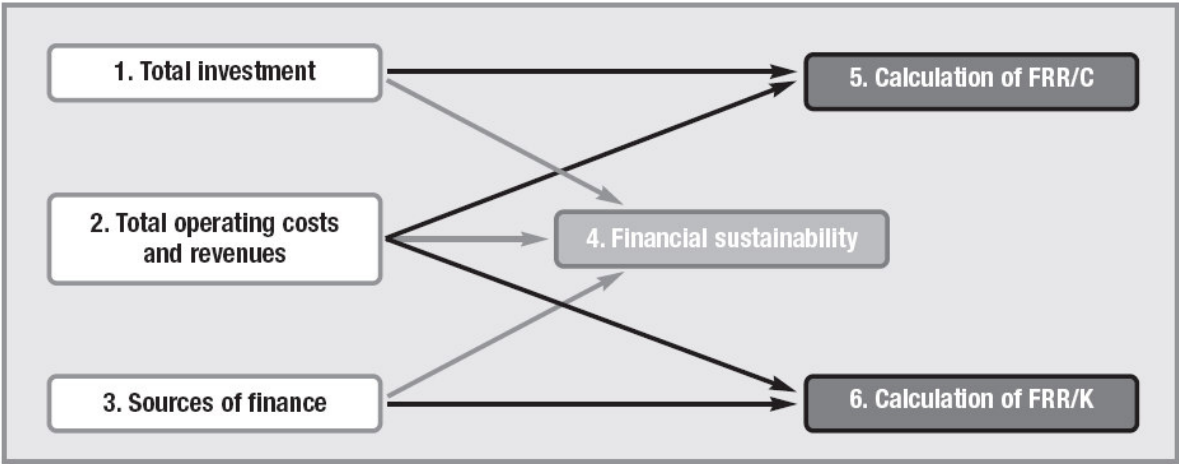 1. Total investment
5. Calculation of FRR/C
2. Total operating costs
and revenues
4. Financial sustainability
3. Sources of finance
6. Calculation of FRR/K